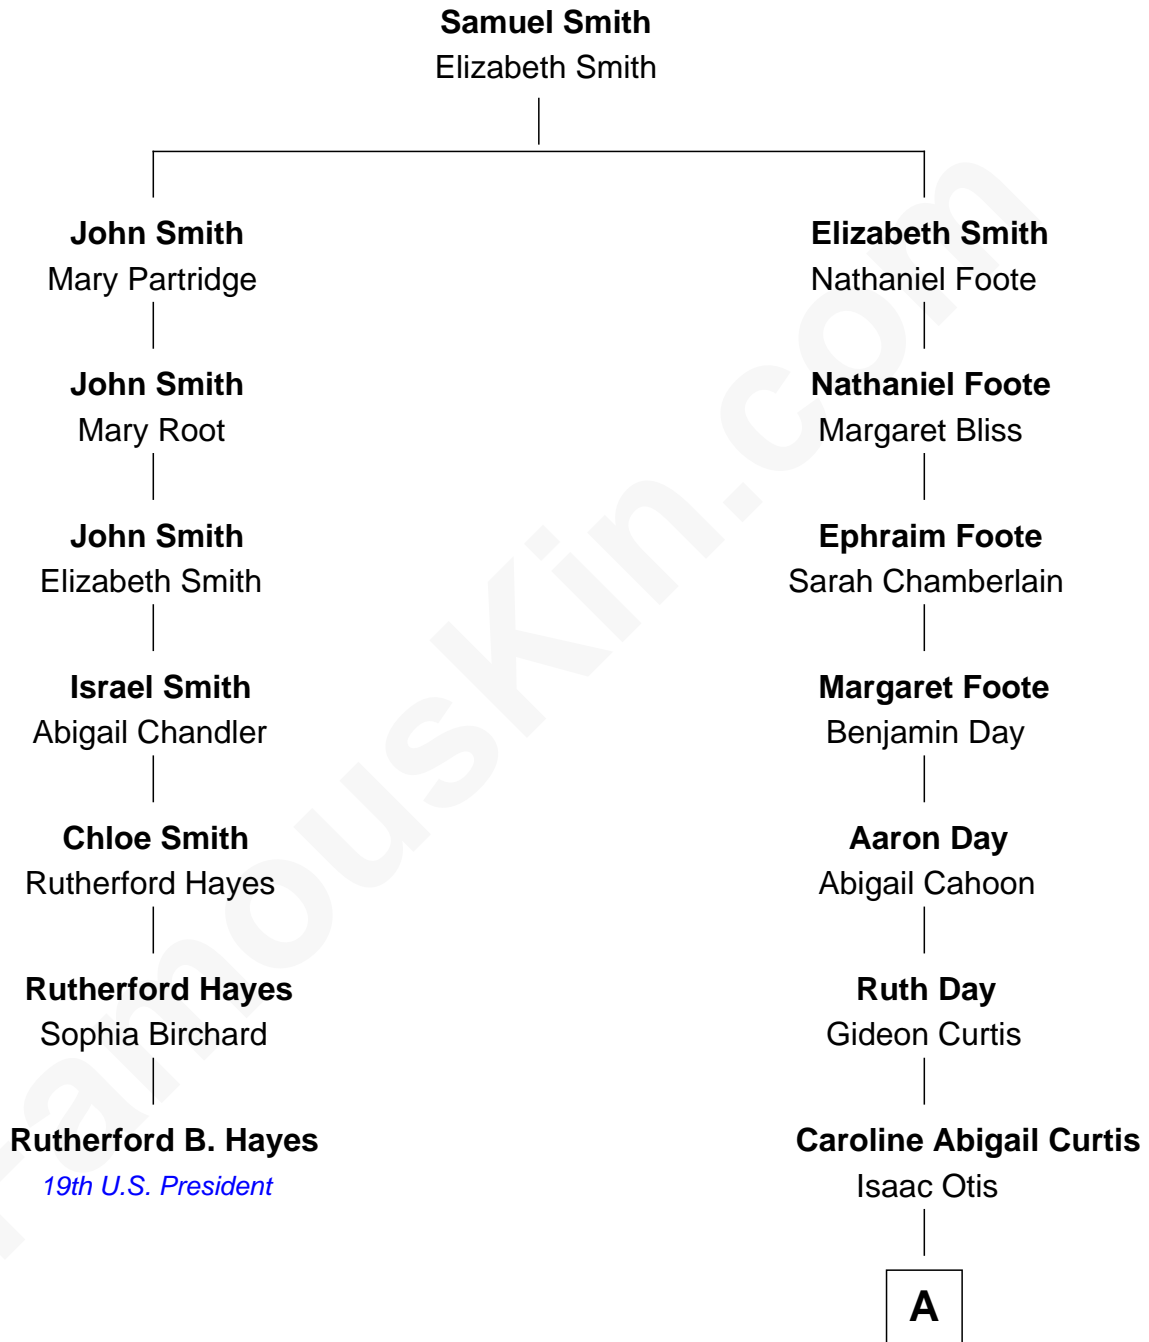 Samuel Smith
Elizabeth Smith
John Smith
Mary Partridge
Elizabeth Smith
Nathaniel Foote
John Smith
Mary Root
Nathaniel Foote
Margaret Bliss
John Smith
Elizabeth Smith
Ephraim Foote
Sarah Chamberlain
Israel Smith
Abigail Chandler
Margaret Foote
Benjamin Day
Chloe Smith
Rutherford Hayes
Aaron Day
Abigail Cahoon
Rutherford Hayes
Sophia Birchard
Ruth Day
Gideon Curtis
Rutherford B. Hayes
19th U.S. President
Caroline Abigail Curtis
Isaac Otis
A
FamousKin.com